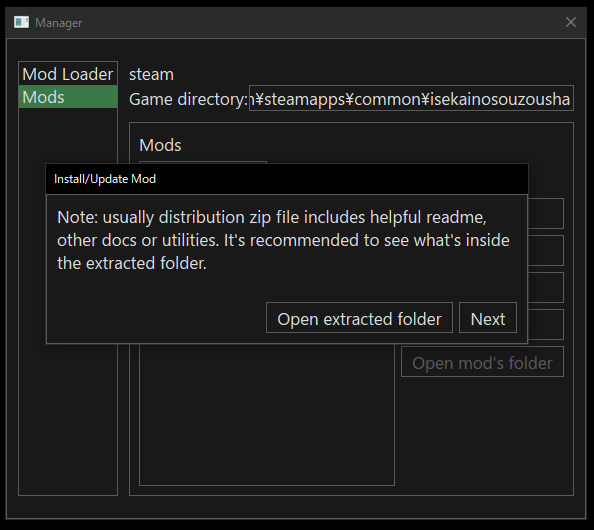 Manager
Mod Loader
Mods
steam
Game directory:
¥steamapps¥common¥isekainosouzousha
Mods
Install/Update Mod
Note: usually distribution zip file includes helpful readme,
other docs or utilities. It's recommended to see what's inside
the extracted folder.
Open extracted folder
Next
Open mod's folder